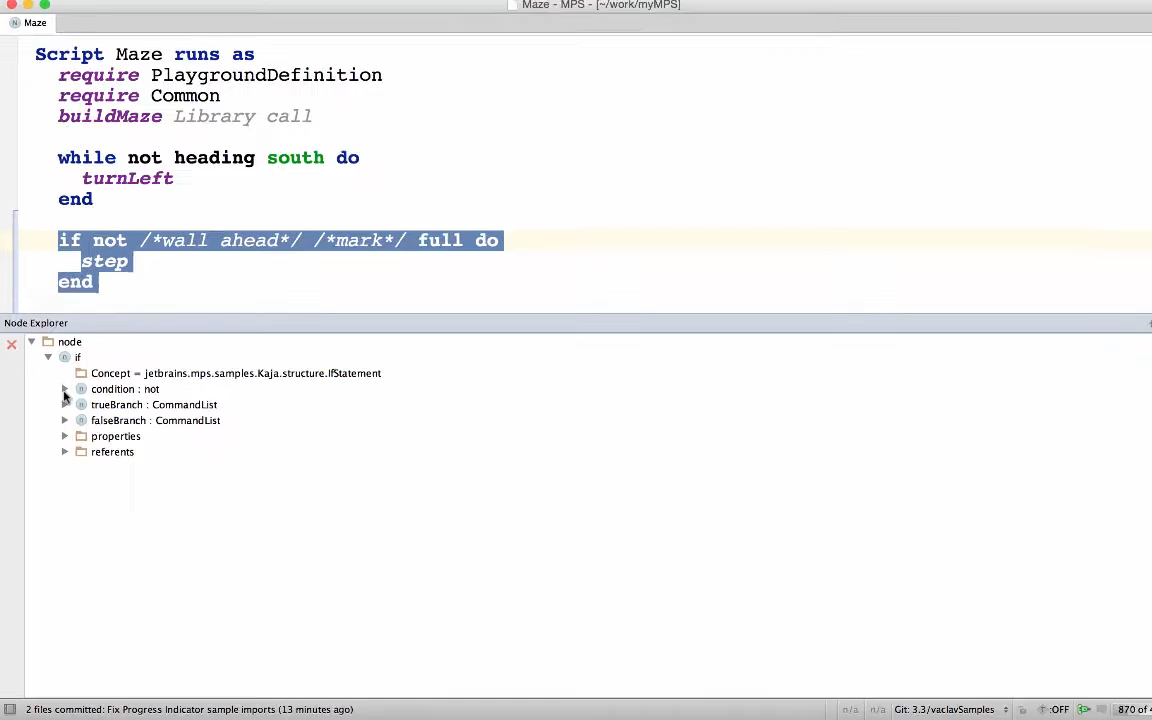 Maze - MPS - [~/work/myMPS]
Maze
Script Maze runs as
require PlaygroundDefinition
require Common
buildMaze Library call
while not heading south do
turnLeft
end
if not /*wall ahead*/ /*mark*/ full do
step
end
Node Explorer
node
if
Concept = jetbrains.mps.samples.Kaja.structure.IfStatement
condition : not
trueBranch : CommandList
falseBranch : CommandList
properties
referents
2 files committed: Fix Progress Indicator sample imports (13 minutes ago) n/a n/a Git: 3.3/vaclavSamples T:OFF 870 of 4